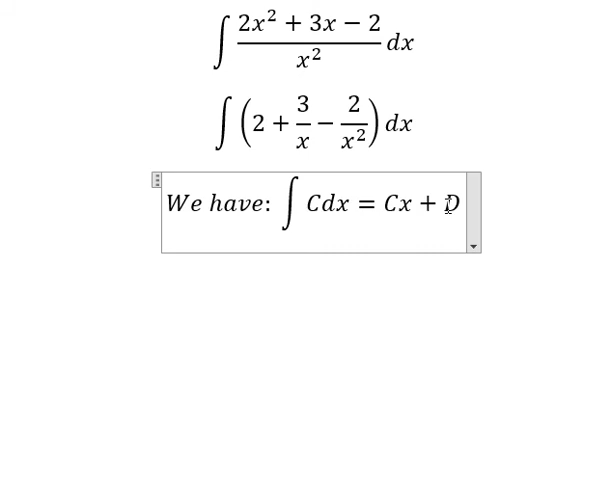 ∫ (2x² + 3x − 2)/x² dx
∫ (2 + 3/x − 2/x²) dx
We have: ∫ Cdx = Cx + D